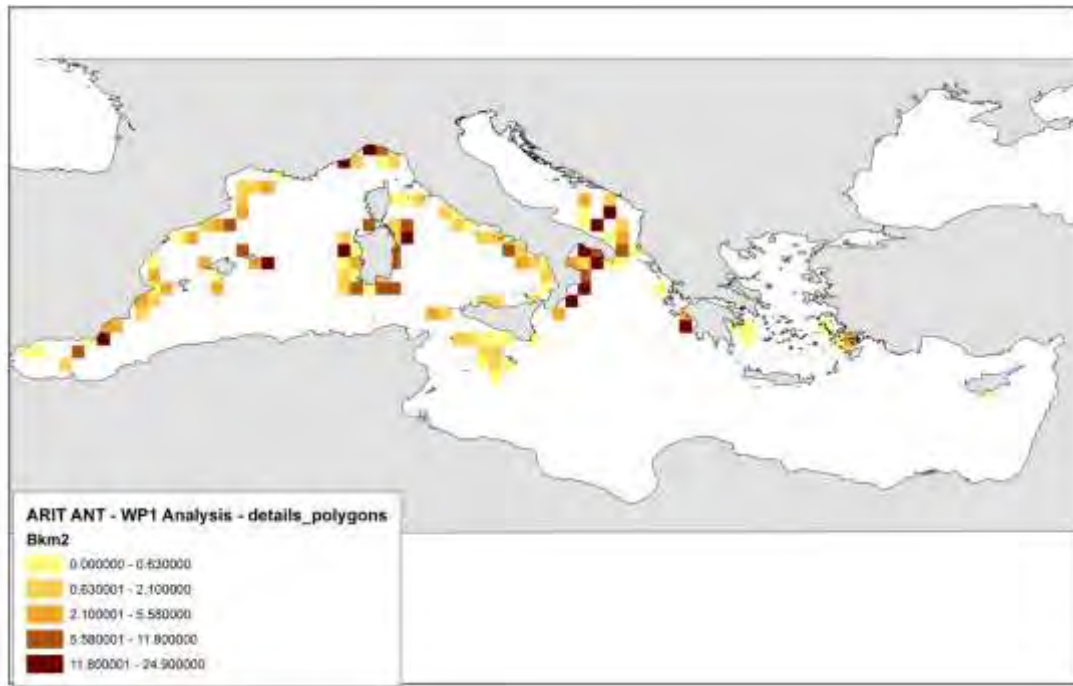 ARIT ANT - WP1 Analysis - details_polygons
Bkm2
0.000000 - 0.630000
0.630001 - 2.100000
2.100001 - 5.580000
5.580001 - 11.800000
11.800001 - 24.900000